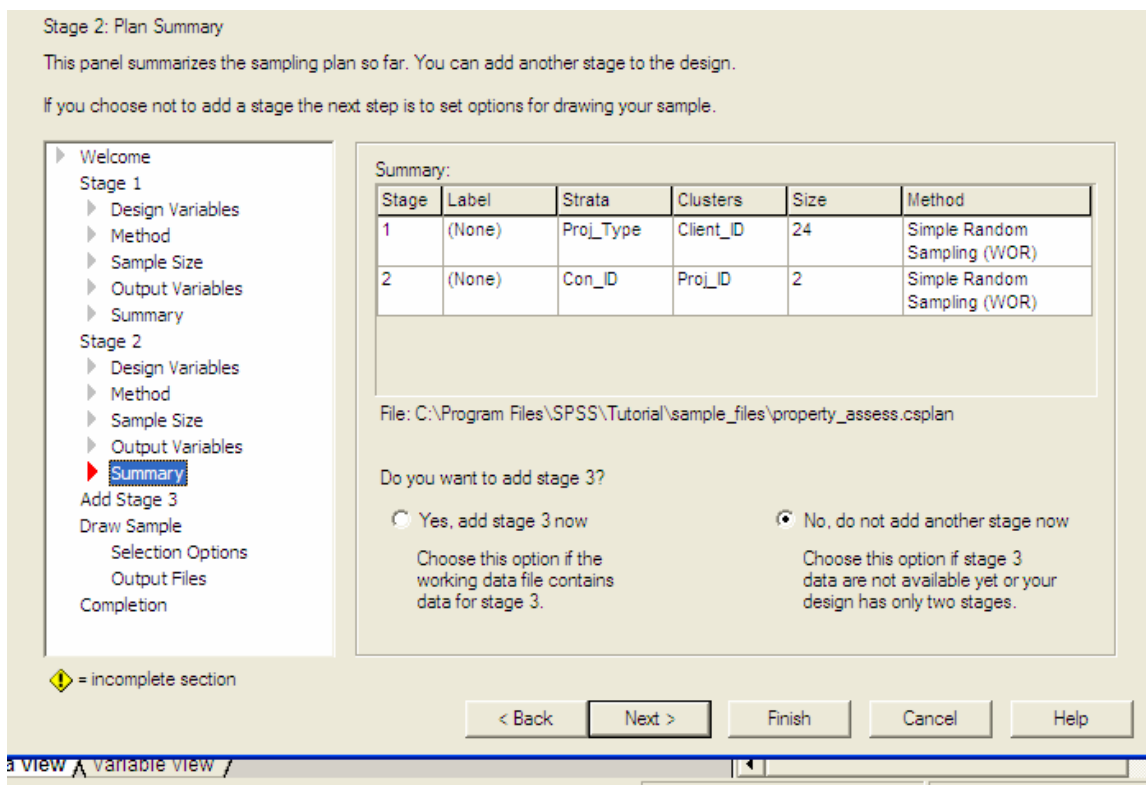 Stage 2: Plan Summary
This panel summarizes the sampling plan so far. You can add another stage to the design.
If you choose not to add a stage the next step is to set options for drawing your sample.
Welcome
Stage 1
Design Variables
Method
Sample Size
Output Variables
Summary
Stage 2
Design Variables
Method
Sample Size
Output Variables
Summary
Add Stage 3
Draw Sample
Selection Options
Output Files
Completion
= incomplete section
Summary:
Stage Label Strata Clusters Size Method
1 (None) Proj_Type Client_ID 24 Simple Random
Sampling (WOR)
2 (None) Con_ID Proj_ID 2 Simple Random
Sampling (WOR)
File: C:\Program Files\SPSS\Tutorial\sample_files\property_assess.csplan
Do you want to add stage 3?
Yes, add stage 3 now
Choose this option if the
working data file contains
data for stage 3.
No, do not add another stage now
Choose this option if stage 3
data are not available yet or your
design has only two stages.
< Back Next > Finish Cancel Help
a View Variable View